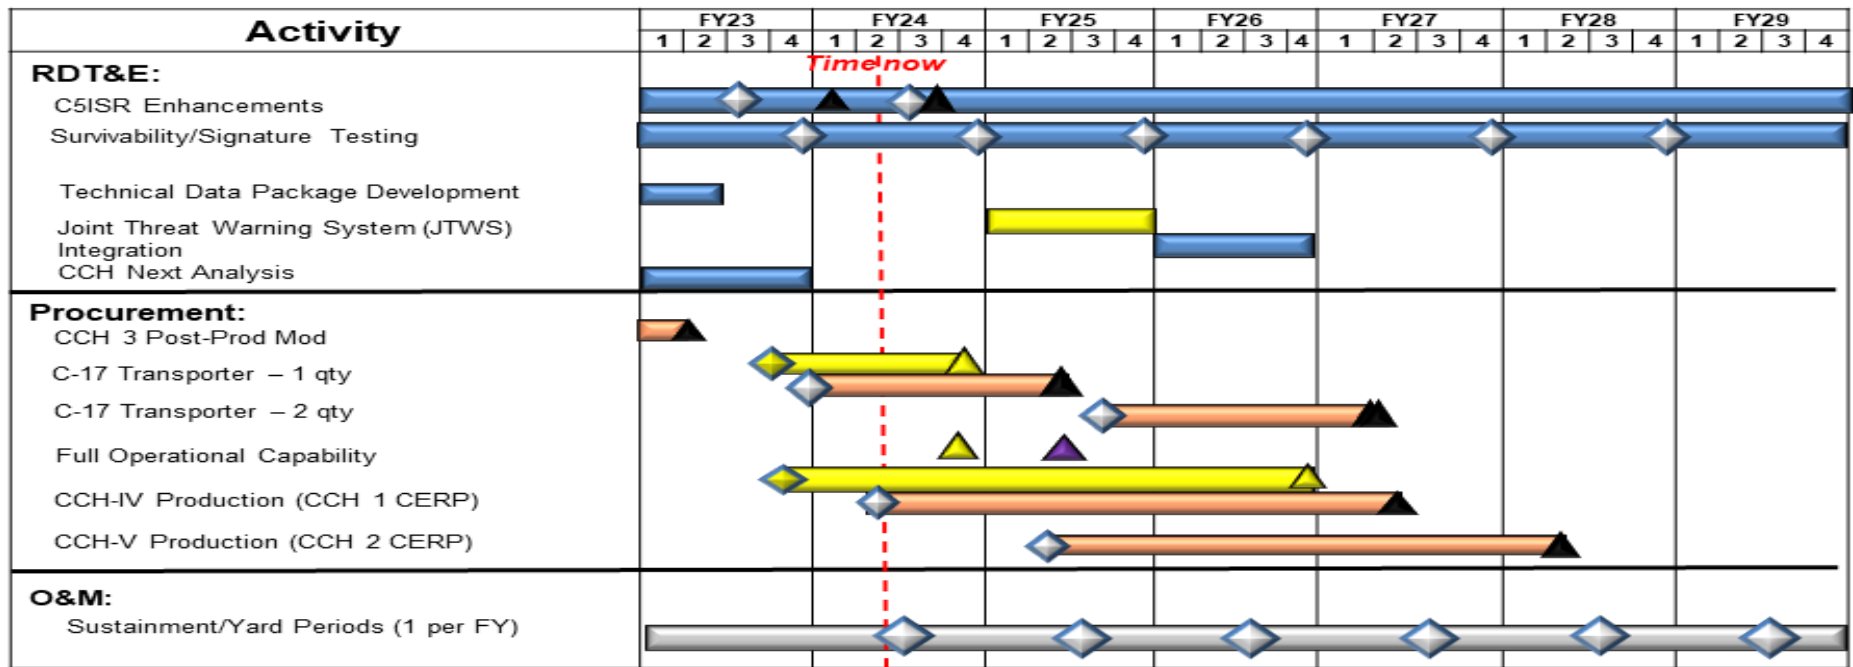 Activity
FY23 FY24 FY25 FY26 FY27 FY28 FY29
1 2 3 4 1 2 3 4 1 2 3 4 1 2 3 4 1 2 3 4 1 2 3 4 1 2 3 4
Time now
RDT&E:
C5ISR Enhancements
Survivability/Signature Testing
Technical Data Package Development
Joint Threat Warning System (JTWS)
Integration
CCH Next Analysis
Procurement:
CCH 3 Post-Prod Mod
C-17 Transporter – 1 qty
C-17 Transporter – 2 qty
Full Operational Capability
CCH-IV Production (CCH 1 CERP)
CCH-V Production (CCH 2 CERP)
O&M:
Sustainment/Yard Periods (1 per FY)